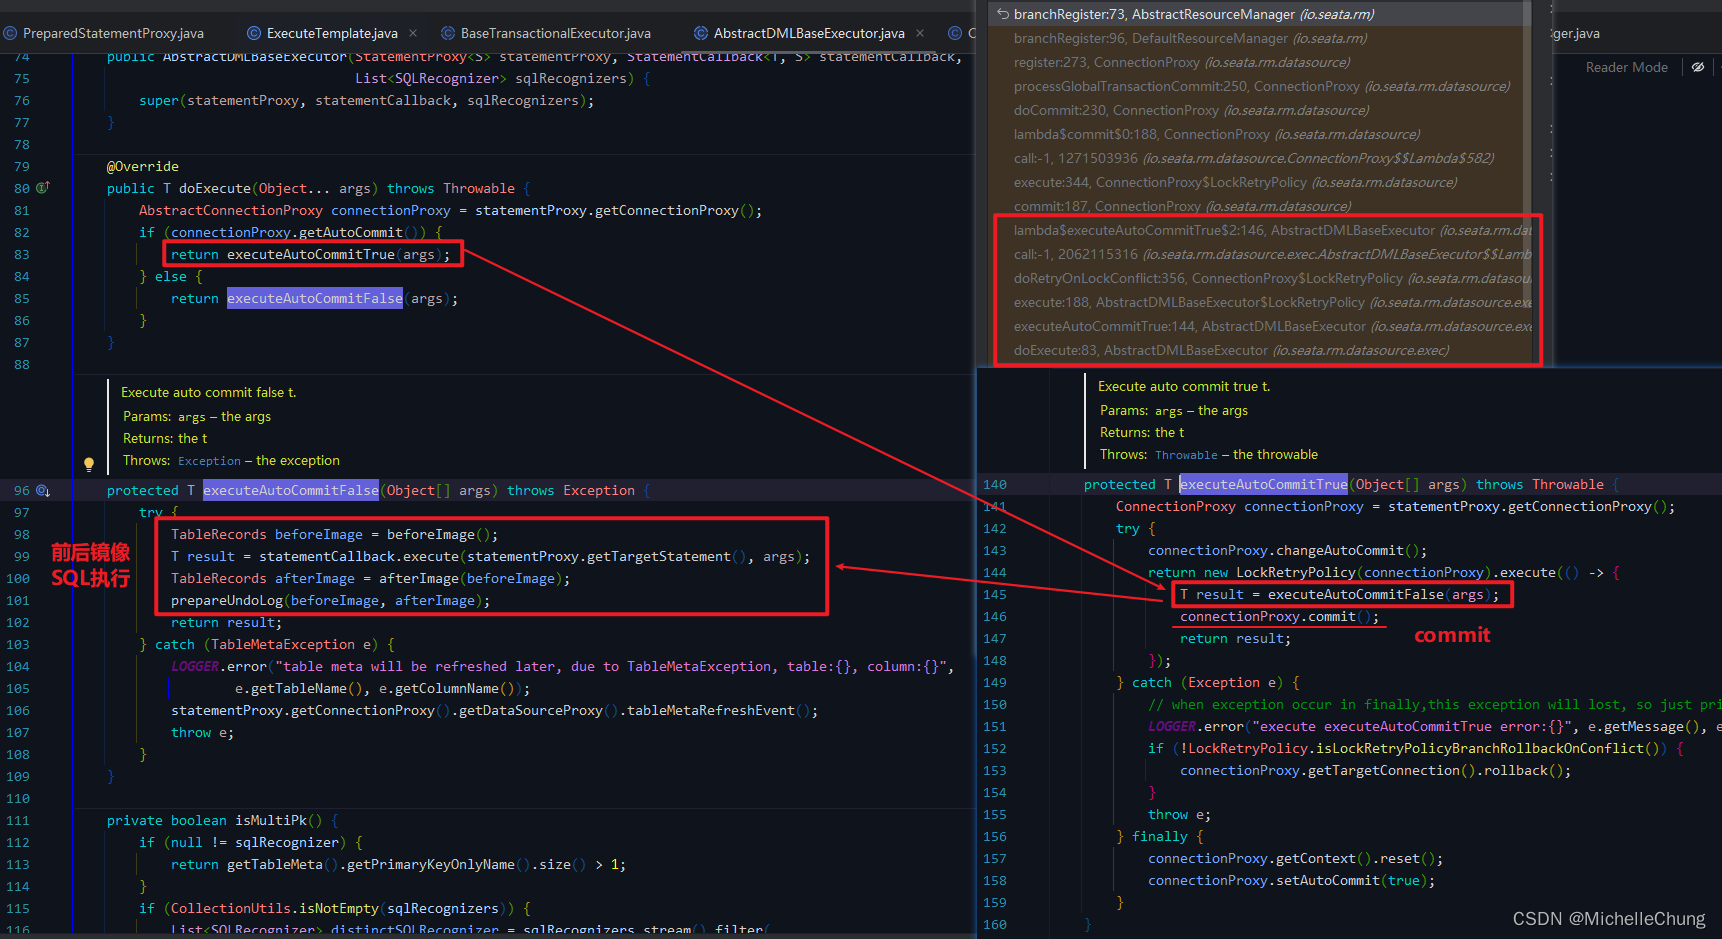 PreparedStatementProxy.java
ExecuteTemplate.java ×
BaseTransactionalExecutor.java
AbstractDMLBaseExecutor.java ×
C
74 public AbstractDMLBaseExecutor(StatementProxy<S> statementProxy, StatementCallback<T, S> statementCallback,
75 List<SQLRecognizer> sqlRecognizers) {
76 super(statementProxy, statementCallback, sqlRecognizers);
77 }
78
79 @Override
80 public T doExecute(Object... args) throws Throwable {
81 AbstractConnectionProxy connectionProxy = statementProxy.getConnectionProxy();
82 if (connectionProxy.getAutoCommit()) {
83 return executeAutoCommitTrue(args);
84 } else {
85 return executeAutoCommitFalse(args);
86 }
87 }
88
Execute auto commit false t.
Params: args – the args
Returns: the t
Throws: Exception – the exception
96 protected T executeAutoCommitFalse(Object[] args) throws Exception {
97 try {
98 TableRecords beforeImage = beforeImage();
99 T result = statementCallback.execute(statementProxy.getTargetStatement(), args);
100 TableRecords afterImage = afterImage(beforeImage);
101 prepareUndoLog(beforeImage, afterImage);
前后镜像
SQL执行
102 return result;
103 } catch (TableMetaException e) {
104 LOGGER.error("table meta will be refreshed later, due to TableMetaException, table:{}, column:{}",
105 e.getTableName(), e.getColumnName());
106 statementProxy.getConnectionProxy().getDataSourceProxy().tableMetaRefreshEvent();
107 throw e;
108 }
109 }
110
111 private boolean isMultiPk() {
112 if (null != sqlRecognizer) {
113 return getTableMeta().getPrimaryKeyOnlyName().size() > 1;
114 }
115 if (CollectionUtils.isNotEmpty(sqlRecognizers)) {
116 List<SQLRecognizer> distinctSQLRecognizer = sqlRecognizers.stream().filter(
branchRegister:73, AbstractResourceManager (io.seata.rm)
branchRegister:96, DefaultResourceManager (io.seata.rm)
register:273, ConnectionProxy (io.seata.rm.datasource)
processGlobalTransactionCommit:250, ConnectionProxy (io.seata.rm.datasource)
doCommit:230, ConnectionProxy (io.seata.rm.datasource)
lambda$commit$0:188, ConnectionProxy (io.seata.rm.datasource)
call:-1, 1271503936 (io.seata.rm.datasource.ConnectionProxy$$Lambda$582)
execute:344, ConnectionProxy$LockRetryPolicy (io.seata.rm.datasource)
commit:187, ConnectionProxy (io.seata.rm.datasource)
lambda$executeAutoCommitTrue$2:146, AbstractDMLBaseExecutor (io.seata.rm.dat
call:-1, 2062115316 (io.seata.rm.datasource.exec.AbstractDMLBaseExecutor$$Lamb
doRetryOnLockConflict:356, ConnectionProxy$LockRetryPolicy (io.seata.rm.datasou
execute:188, AbstractDMLBaseExecutor$LockRetryPolicy (io.seata.rm.datasource.exe
executeAutoCommitTrue:144, AbstractDMLBaseExecutor (io.seata.rm.datasource.exe
doExecute:83, AbstractDMLBaseExecutor (io.seata.rm.datasource.exec)
ger.java
Reader Mode
Execute auto commit true t.
Params: args – the args
Returns: the t
Throws: Throwable – the throwable
140 protected T executeAutoCommitTrue(Object[] args) throws Throwable {
141 ConnectionProxy connectionProxy = statementProxy.getConnectionProxy();
142 try {
143 connectionProxy.changeAutoCommit();
144 return new LockRetryPolicy(connectionProxy).execute(() -> {
145 T result = executeAutoCommitFalse(args);
146 connectionProxy.commit();
commit
147 return result;
148 });
149 } catch (Exception e) {
150 // when exception occur in finally,this exception will lost, so just pri
151 LOGGER.error("execute executeAutoCommitTrue error:{}", e.getMessage(), e
152 if (!LockRetryPolicy.isLockRetryPolicyBranchRollbackOnConflict()) {
153 connectionProxy.getTargetConnection().rollback();
154 }
155 throw e;
156 } finally {
157 connectionProxy.getContext().reset();
158 connectionProxy.setAutoCommit(true);
159 }
160 }
CSDN @MichelleChung